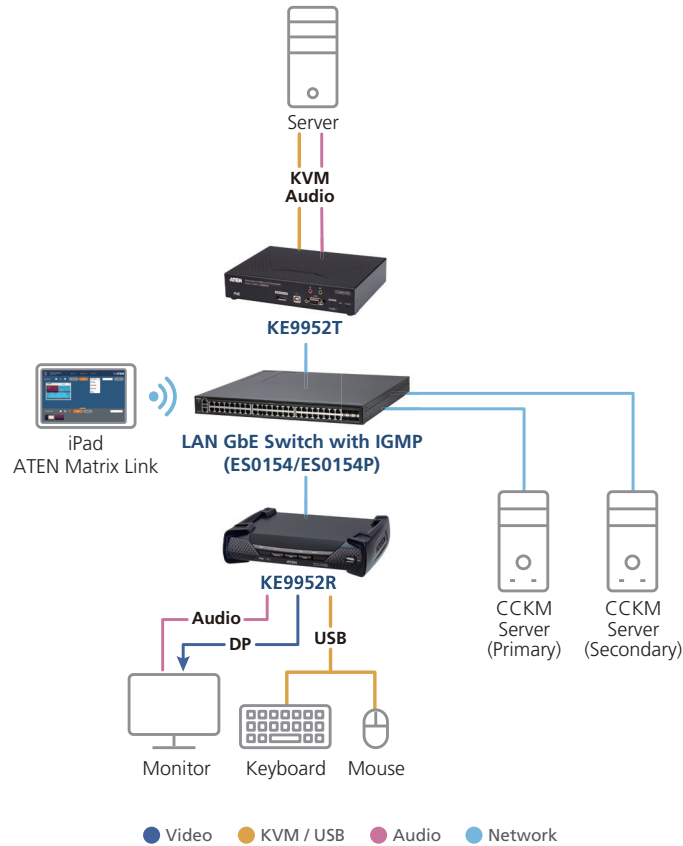 Server
KVM
Audio
ATEN
KE9952T
iPad
ATEN Matrix Link
LAN GbE Switch with IGMP
(ES0154/ES0154P)
KE9952R
Audio
DP
USB
CCKM
Server
(Primary)
CCKM
Server
(Secondary)
Monitor
Keyboard
Mouse
Video
KVM / USB
Audio
Network